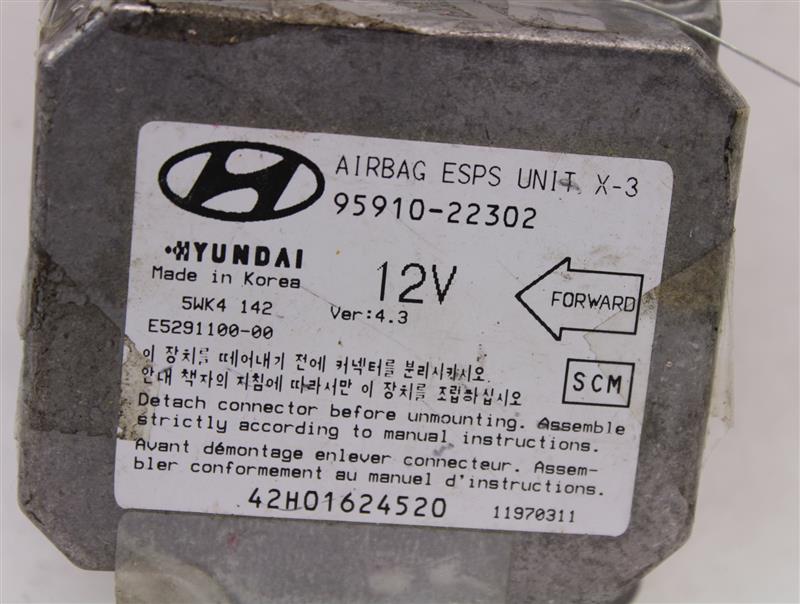 AIRBAG ESPS UNIT X-3
95910-22302
HYUNDAI
Made in Korea
12V
FORWARD
5WK4 142
Ver:4.3
E5291100-00
이 장치를 떼어내기 전에 커넥터를 분리시키시오.
안내 책자의 지침에 따라서만 이 장치를 조립하십시오
SCM
Detach connector before unmounting. Assemble
strictly according to manual instructions.
Avant démontage enlever connecteur. Assem-
bler conformement au manuel d'instructions.
42H01624520
11970311